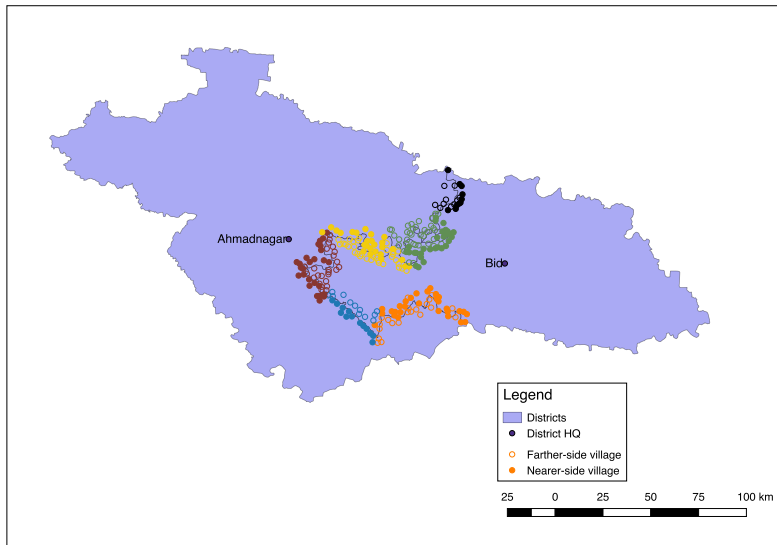 Ahmadnagar
Bid
Legend
Districts
District HQ
Farther-side village
Nearer-side village
25 0 25 50 75 100 km